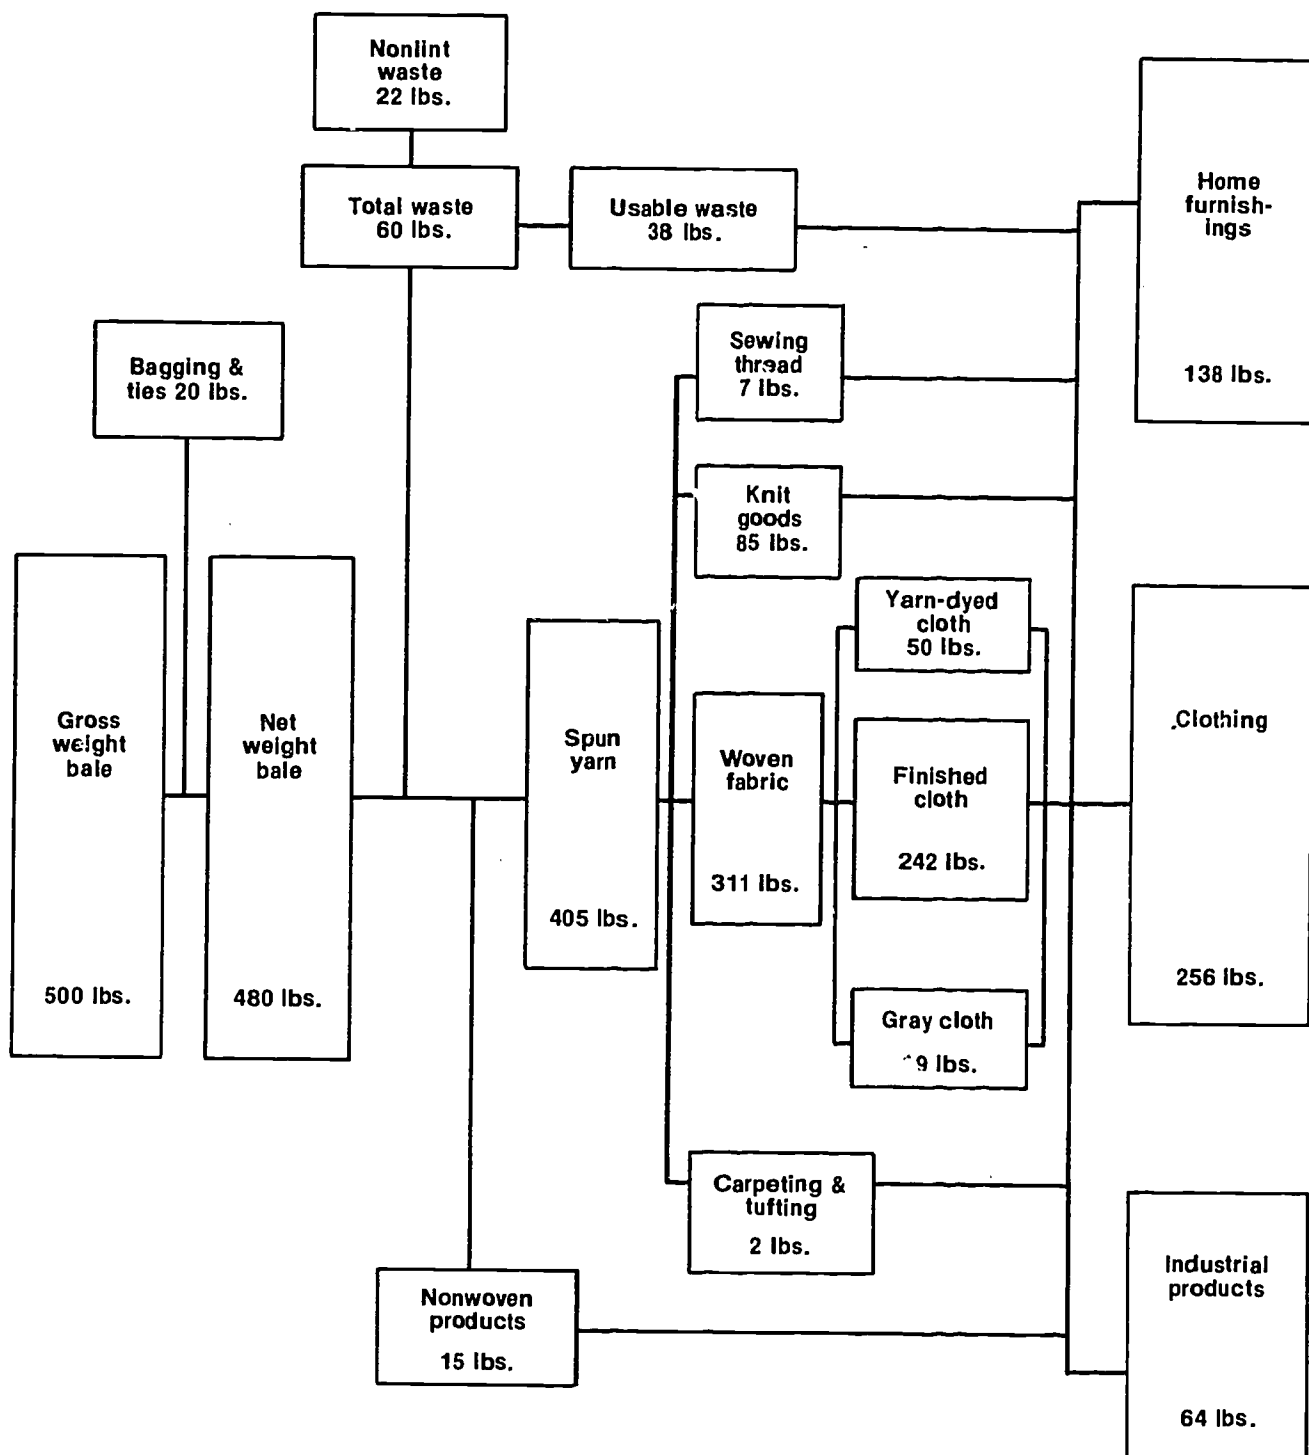 Nonlint
waste
22 lbs.
Total waste
60 lbs.
Usable waste
38 lbs.
Home
furnish-
ings
138 lbs.
Bagging &
ties 20 lbs.
Sewing
thread
7 lbs.
Knit
goods
85 lbs.
Yarn-dyed
cloth
50 lbs.
Gross
weight
bale
500 lbs.
Net
weight
bale
480 lbs.
Spun
yarn
405 lbs.
Woven
fabric
311 lbs.
Finished
cloth
242 lbs.
Clothing
256 lbs.
Gray cloth
lbs.
Carpeting &
tufting
2 lbs.
Nonwoven
products
15 lbs.
Industrial
products
64 lbs.